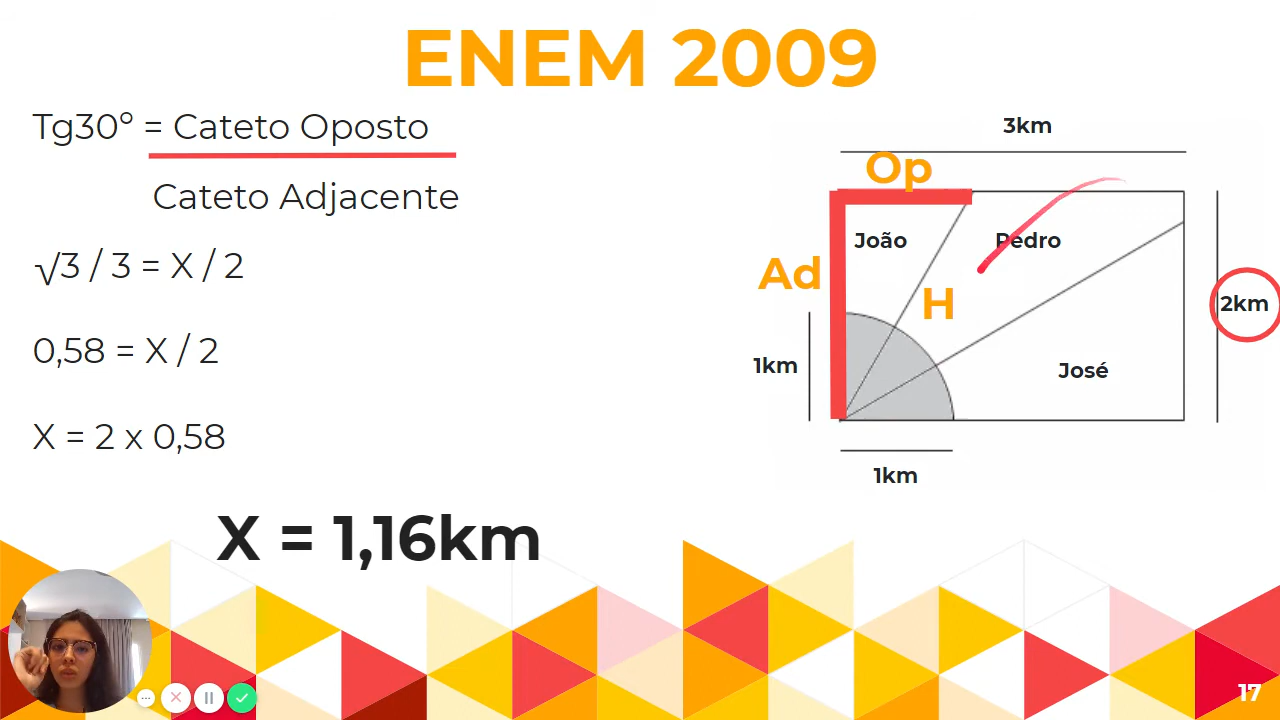 ENEM 2009
Tg30º = Cateto Oposto
Cateto Adjacente
√3 / 3 = X / 2
0,58 = X / 2
X = 2 x 0,58
X = 1,16km
3km
Op
João
Pedro
Ad
H
2km
1km
José
1km
17